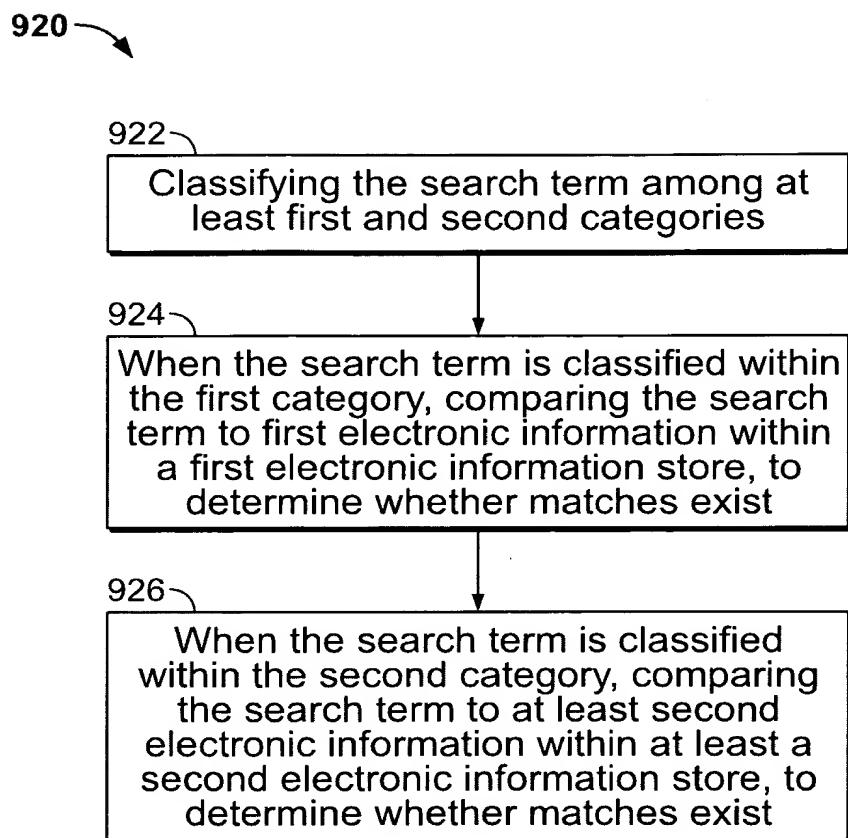 920
922
Classifying the search term among at
least first and second categories
924
When the search term is classified within
the first category, comparing the search
term to first electronic information within
a first electronic information store, to
determine whether matches exist
926
When the search term is classified
within the second category, comparing
the search term to at least second
electronic information within at least a
second electronic information store, to
determine whether matches exist